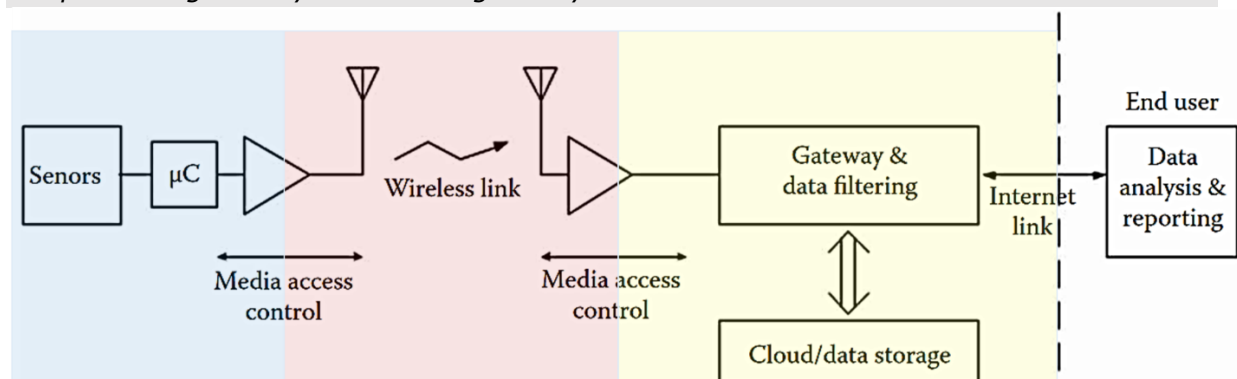 End user
Senors
μC
Wireless link
Gateway &
data filtering
Internet
link
Data
analysis &
reporting
Media access
control
Media access
control
Cloud/data storage